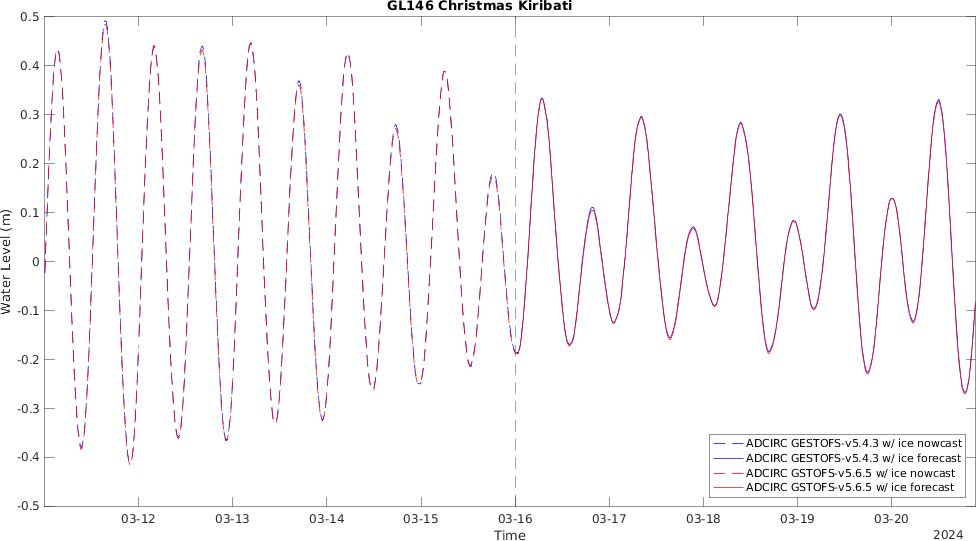 GL146 Christmas Kiribati
0.5
0.4
0.3
0.2
0.1
0
-0.1
-0.2
-0.3
-0.4
-0.5
Water Level (m)
ADCIRC GESTOFS-v5.4.3 w/ ice nowcast
ADCIRC GESTOFS-v5.4.3 w/ ice forecast
ADCIRC GSTOFS-v5.6.5 w/ ice nowcast
ADCIRC GSTOFS-v5.6.5 w/ ice forecast
03-12 03-13 03-14 03-15 03-16 03-17 03-18 03-19 03-20
Time
2024